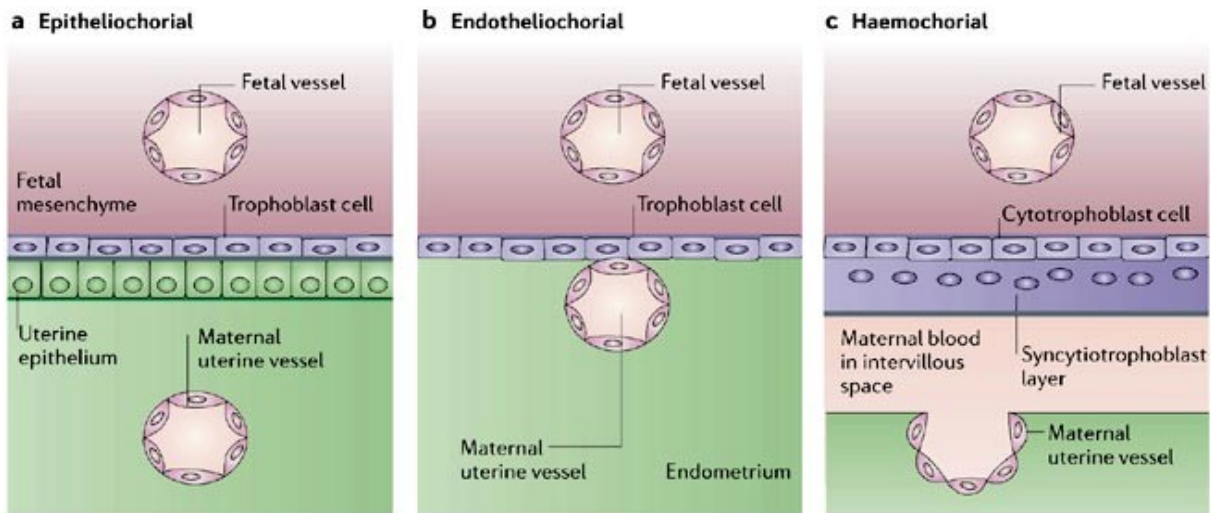 a Epitheliochorial
Fetal vessel
Fetal
mesenchyme
Trophoblast cell
Uterine
epithelium
Maternal
uterine vessel
b Endotheliochorial
Fetal vessel
Trophoblast cell
Maternal
uterine vessel
Endometrium
c Haemochorial
Fetal vessel
Cytotrophoblast cell
Maternal blood
in intervillous
space
Syncytiotrophoblast
layer
Maternal
uterine vessel